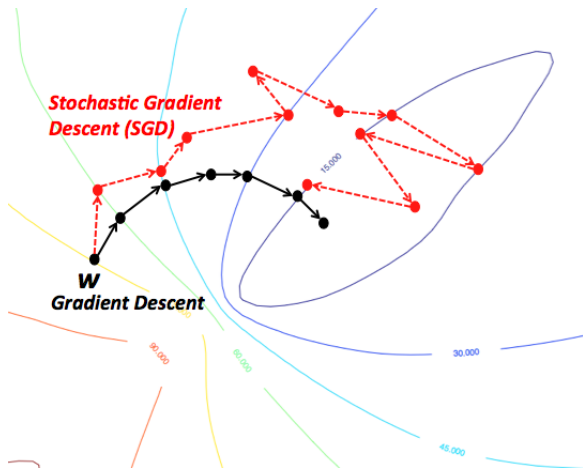 Stochastic Gradient
Descent (SGD)
15.000
W
Gradient Descent
30.000
90.000
60.000
45.000